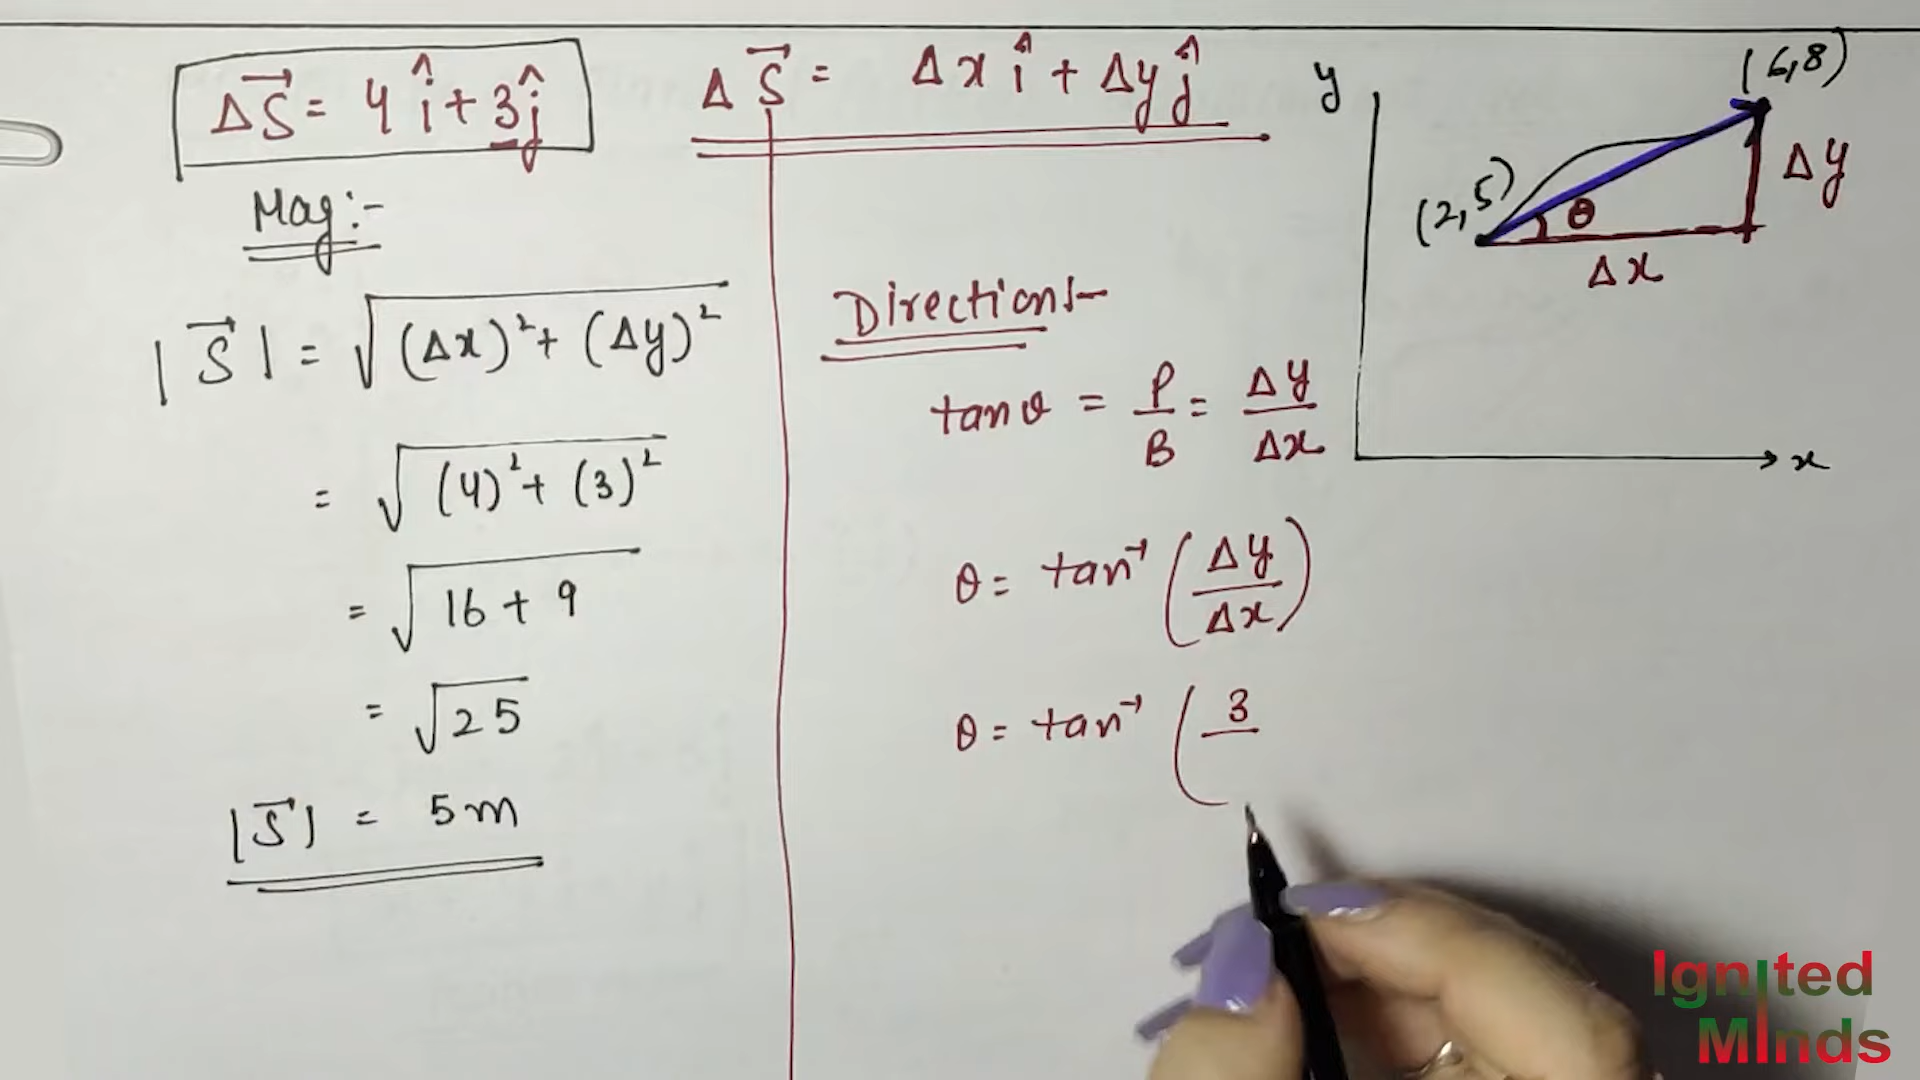 ΔS⃗ = 4î + 3ĵ
ΔS⃗ = Δx î + Δy ĵ
Mag:-
|S⃗| = √(Δx)² + (Δy)²
= √(4)² + (3)²
= √16 + 9
= √25
|S⃗| = 5m
Direction:-
tanθ = P/B = Δy/Δx
θ = tan⁻¹ (Δy/Δx)
θ = tan⁻¹ (3/
y
(6,8)
(2,5)
θ
Δy
Δx
x
Ignited
Minds